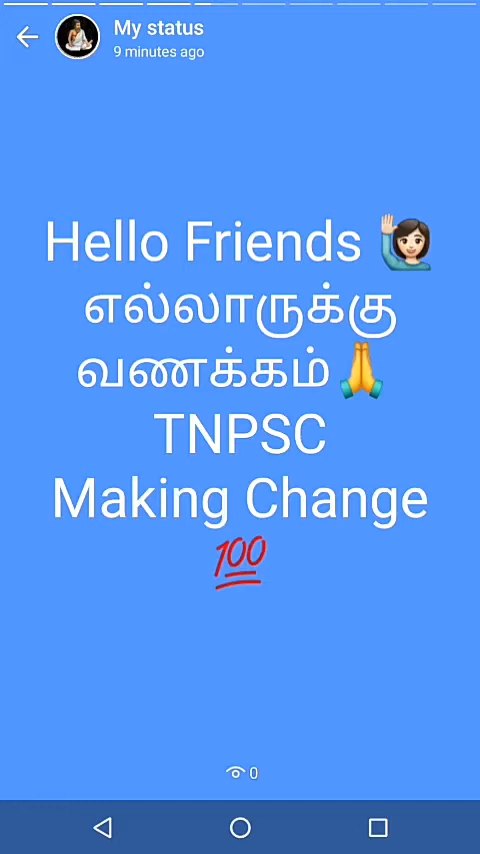 My status
9 minutes ago
Hello Friends 🙋🏻‍♀️
எல்லாருக்கு
வணக்கம்🙏
TNPSC
Making Change
💯
0